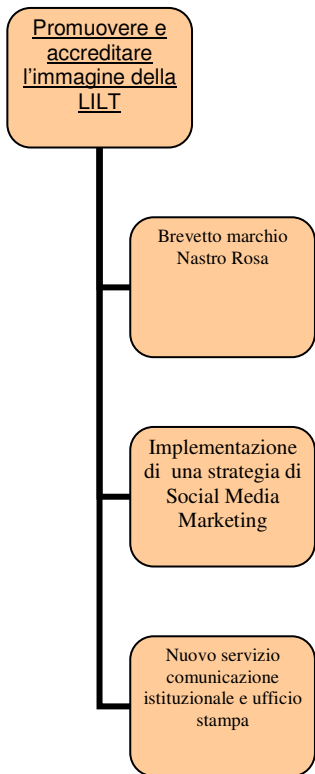 Promuovere e
accreditare
l'immagine della
LILT
Brevetto marchio
Nastro Rosa
Implementazione
di una strategia di
Social Media
Marketing
Nuovo servizio
comunicazione
istituzionale e ufficio
stampa